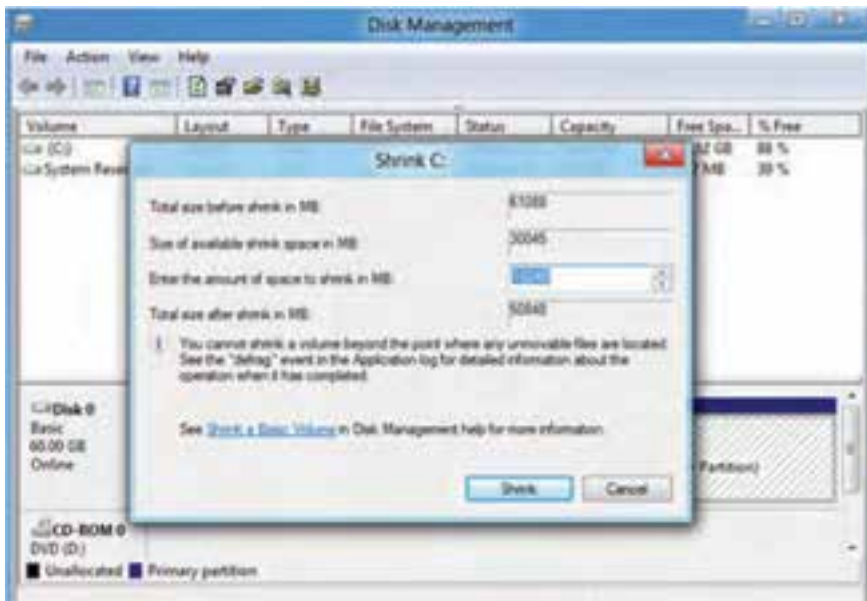 Disk Management
File Action View Help
Volume Layout Type File System Status Capacity Free Spa... % Free
(C:) GB 88 %
System Reser MB 30 %
Shrink C:
Total size before shrink in MB:
Size of available shrink space in MB: 30045
Enter the amount of space to shrink in MB:
Total size after shrink in MB: 50848
You cannot shrink a volume beyond the point where any unmovable files are located.
See the "defrag" event in the Application log for detailed information about the
operation when it has completed.
See Shrink a Basic Volume in Disk Management help for more information
Shrink Cancel
Disk 0
Basic
60.00 GB
Online
Partition)
CD-ROM 0
DVD (D:)
Unallocated Primary partition